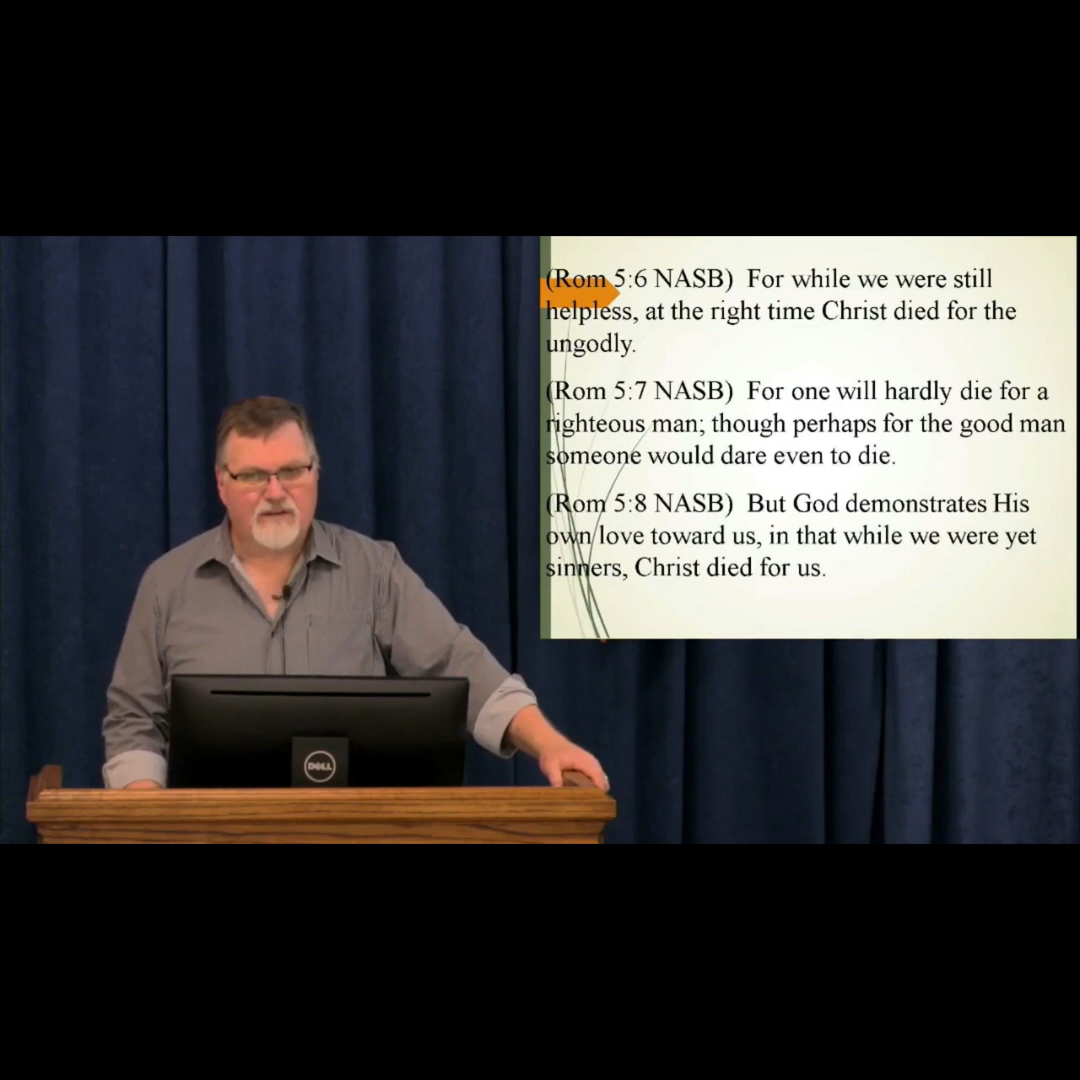 (Rom 5:6 NASB) For while we were still
helpless, at the right time Christ died for the
ungodly.
(Rom 5:7 NASB) For one will hardly die for a
righteous man; though perhaps for the good man
someone would dare even to die.
(Rom 5:8 NASB) But God demonstrates His
own love toward us, in that while we were yet
sinners, Christ died for us.
DELL